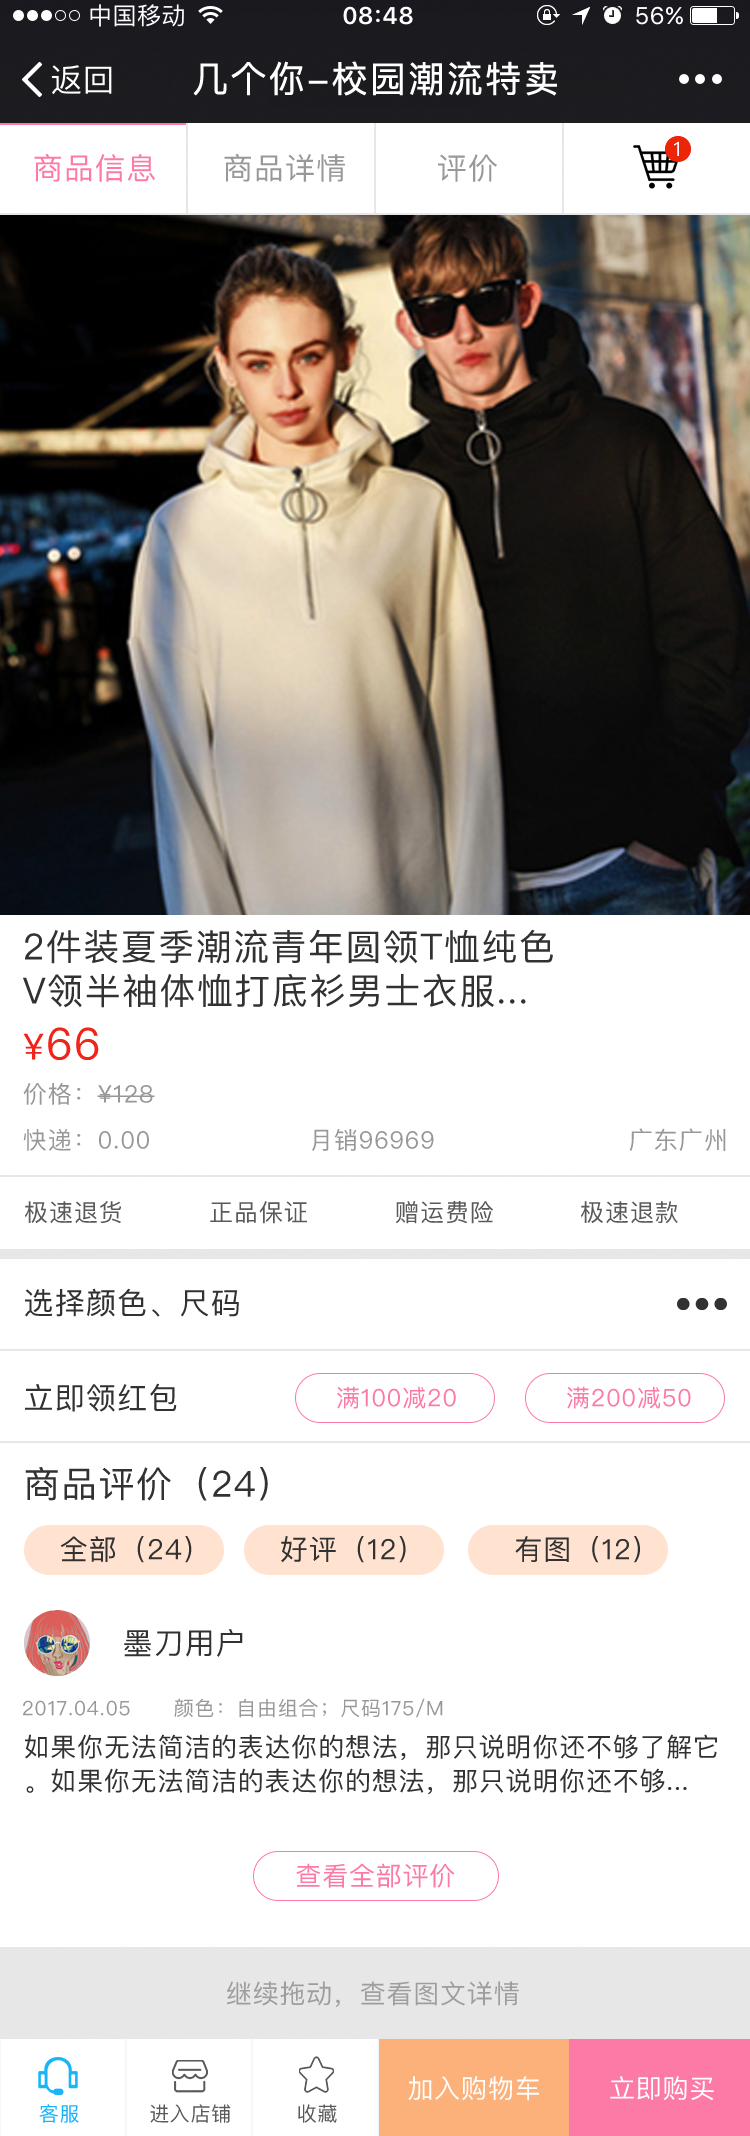 中国移动 08:48 56%
返回 几个你-校园潮流特卖
商品信息 商品详情 评价 1
2件装夏季潮流青年圆领T恤纯色
V领半袖体恤打底衫男士衣服...
¥66
价格：¥128
快递：0.00 月销96969 广东广州
极速退货 正品保证 赠运费险 极速退款
选择颜色、尺码
立即领红包 满100减20 满200减50
商品评价（24）
全部（24） 好评（12） 有图（12）
墨刀用户
2017.04.05 颜色：自由组合；尺码175/M
如果你无法简洁的表达你的想法，那只说明你还不够了解它
。如果你无法简洁的表达你的想法，那只说明你还不够...
查看全部评价
继续拖动，查看图文详情
客服 进入店铺 收藏 加入购物车 立即购买